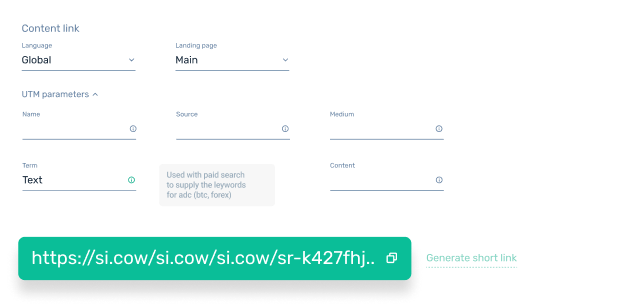 Content link
Language
Landing page
Global
Main
UTM parameters
Name
Source
Medium
Term
Content
Text
Used with paid search
to supply the leywords
for adc (btc, forex)
https://si.cow/si.cow/si.cow/sr-k427fhj..
Generate short link